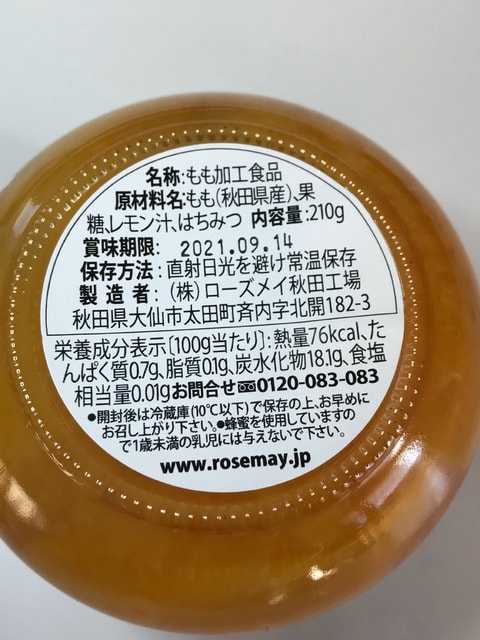 名称:もも加工食品
原材料名:もも(秋田県産)、果
糖、レモン汁、はちみつ 内容量:210g
賞味期限: 2021.09.14
保存方法:直射日光を避け常温保存
製造者:(株)ローズメイ秋田工場
秋田県大仙市太田町斉内字北開182-3
栄養成分表示〔100g当たり〕:熱量76kcal、た
んぱく質0.7g、脂質0.1g、炭水化物18.1g、食塩
相当量0.01gお問合せ0120-083-083
●開封後は冷蔵庫(10℃以下)で保存の上、お早めに
お召し上がり下さい。●蜂蜜を使用していますの
で1歳未満の乳児には与えないで下さい。
www.rosemay.jp